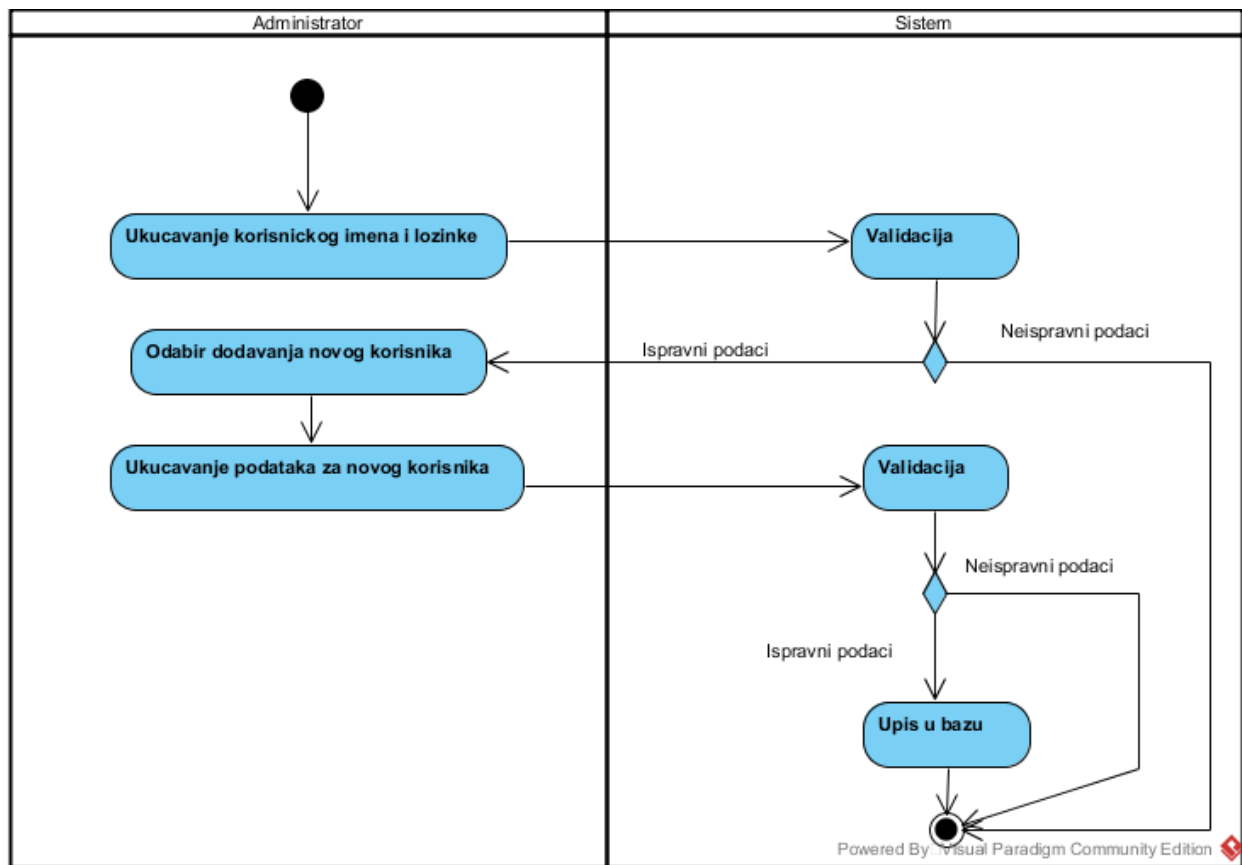 Administrator
Sistem
Ukucavanje korisnickog imena i lozinke
Validacija
Neispravni podaci
Ispravni podaci
Odabir dodavanja novog korisnika
Ukucavanje podataka za novog korisnika
Validacija
Neispravni podaci
Ispravni podaci
Upis u bazu
Powered By Visual Paradigm Community Edition